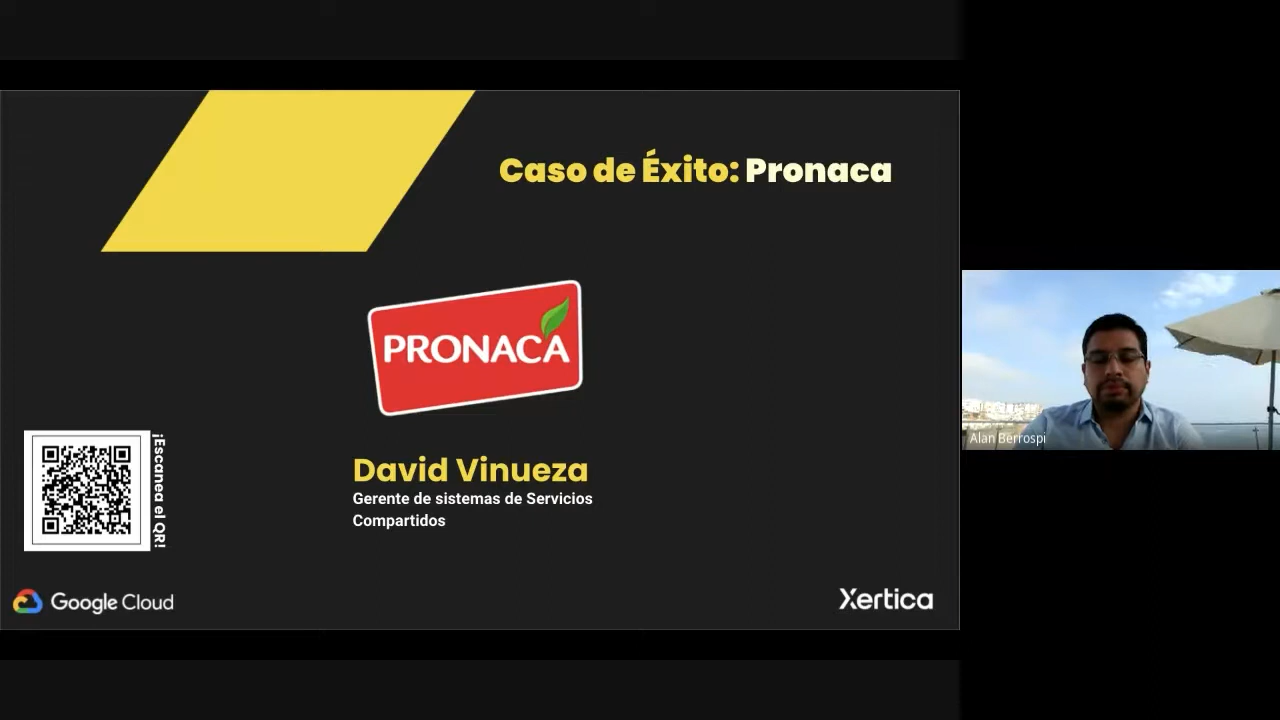 Caso de Éxito: Pronaca
PRONACA
David Vinueza
Gerente de sistemas de Servicios
Compartidos
¡Escanea el QR!
Google Cloud
Xertica
Alan Berrospi